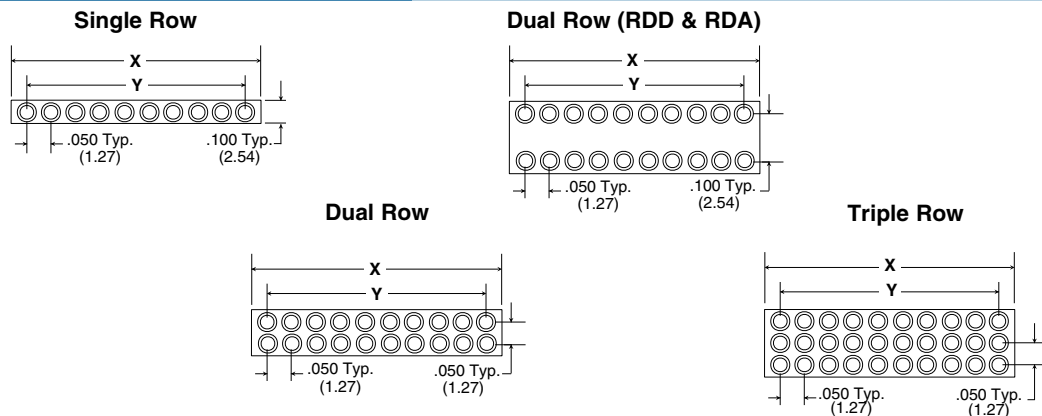 Single Row
X
Y
.050 Typ.
(1.27)
.100 Typ.
(2.54)
Dual Row (RDD & RDA)
X
Y
.050 Typ.
(1.27)
.100 Typ.
(2.54)
Dual Row
X
Y
.050 Typ.
(1.27)
.050 Typ.
(1.27)
Triple Row
X
Y
.050 Typ.
(1.27)
.050 Typ.
(1.27)